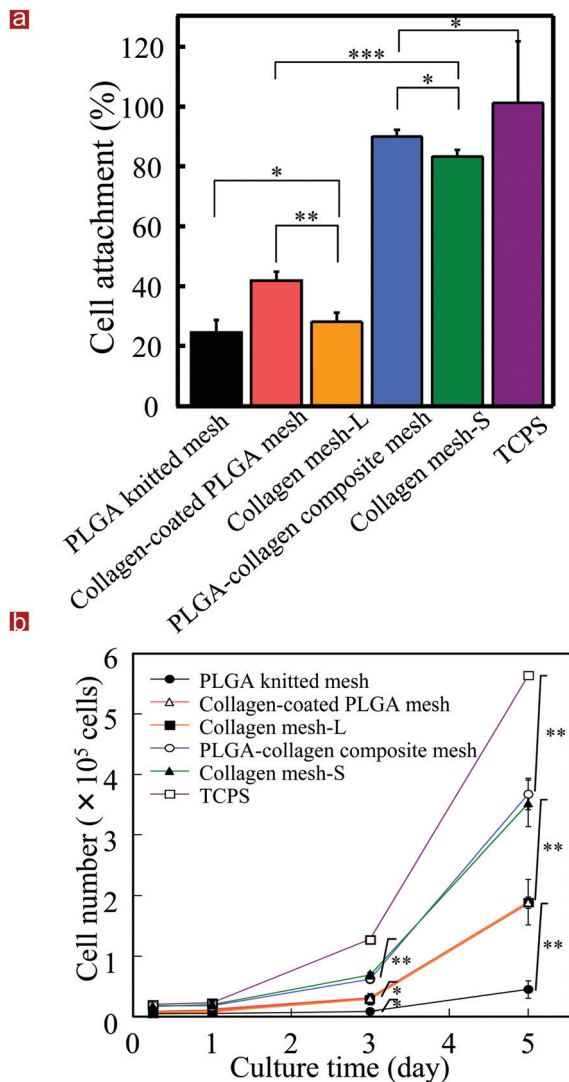 a
Cell attachment (%)
120
100
80
60
40
20
0
*
***
*
*
**
PLGA knitted mesh
Collagen-coated PLGA mesh
Collagen mesh-L
PLGA-collagen composite mesh
Collagen mesh-S
TCPS
b
Cell number ( × 10⁵ cells)
6
5
4
3
2
1
0
PLGA knitted mesh
Collagen-coated PLGA mesh
Collagen mesh-L
PLGA-collagen composite mesh
Collagen mesh-S
TCPS
**
**
**
**
*
*
0 1 2 3 4 5
Culture time (day)